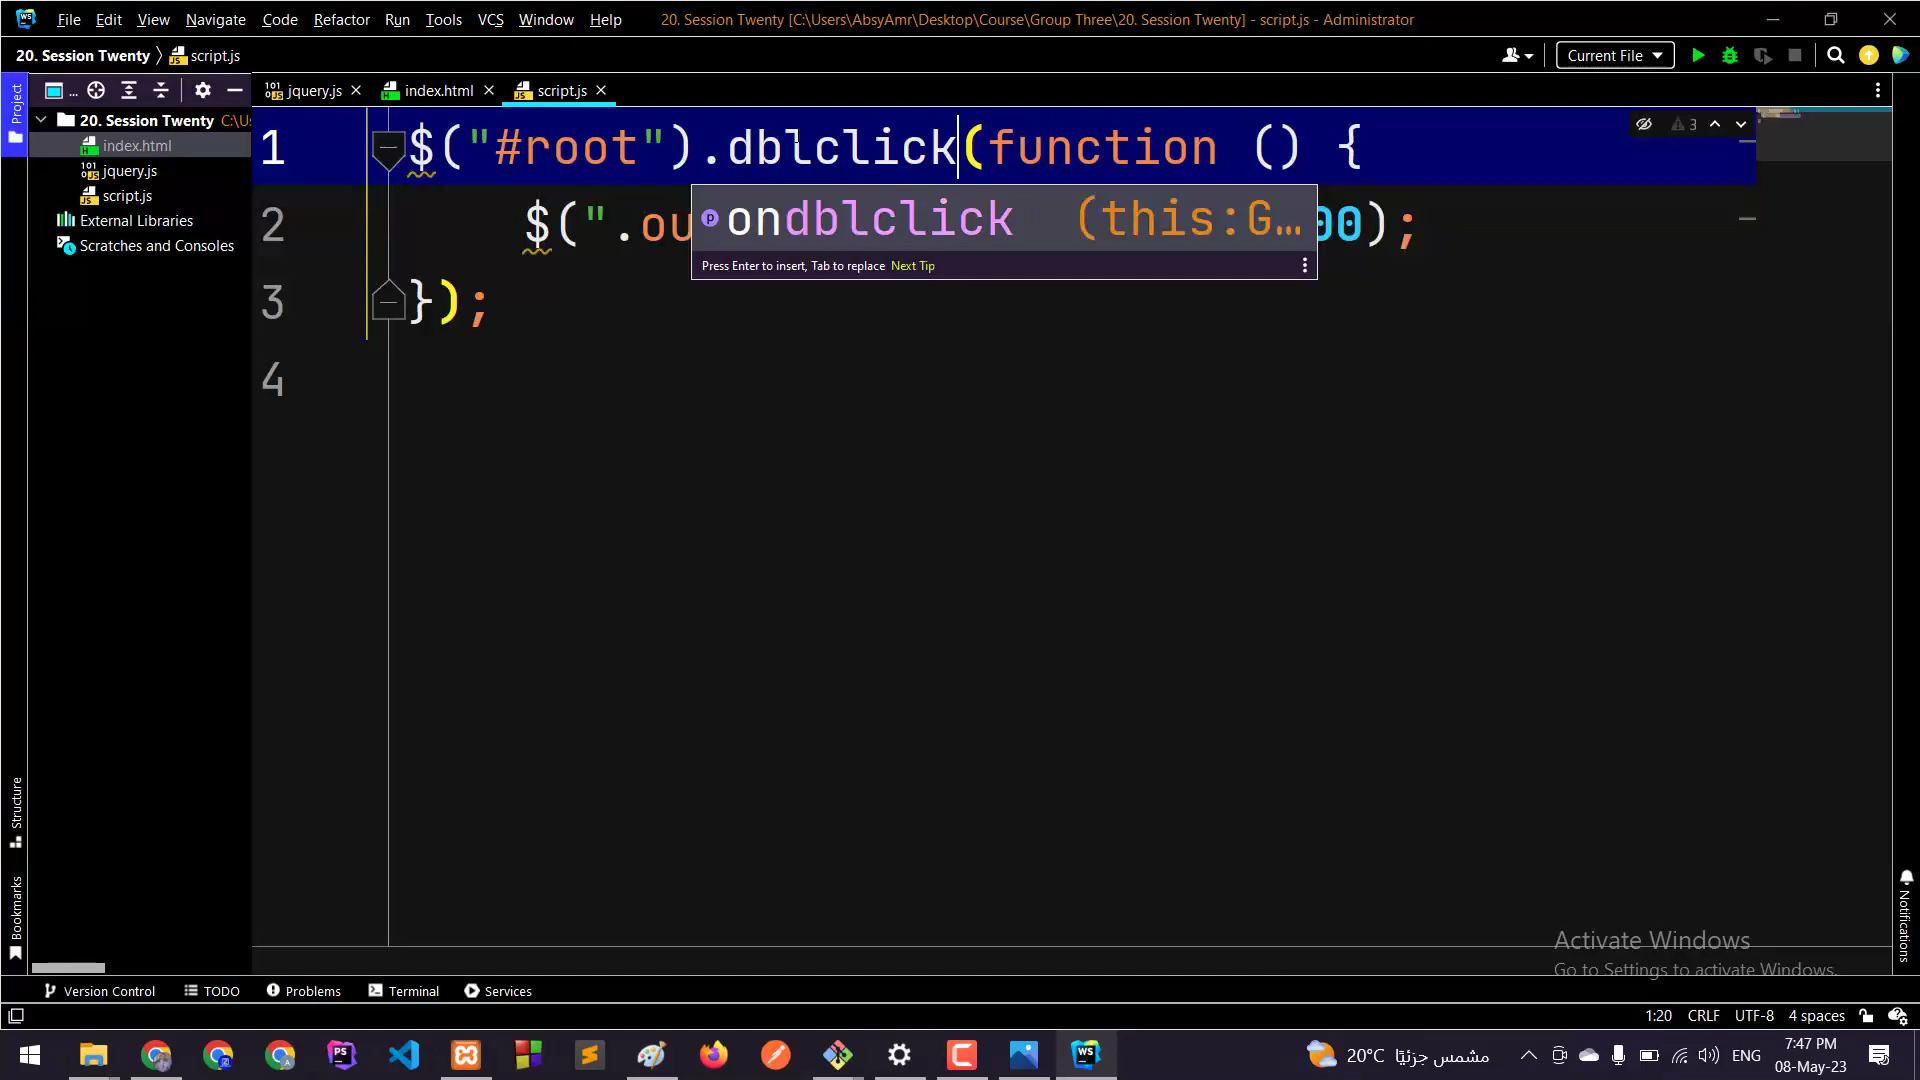 File Edit View Navigate Code Refactor Run Tools VCS Window Help 20. Session Twenty [C:\Users\AbsyAmr\Desktop\Course\Group Three\20. Session Twenty] - script.js - Administrator
20. Session Twenty script.js Current File
Project ... jquery.js index.html script.js
20. Session Twenty C:\Us
index.html
jquery.js
script.js
External Libraries
Scratches and Consoles
1 $("#root").dblclick(function () {
3
ondblclick (this:G...
2 $(".ou 00);
Press Enter to insert, Tab to replace Next Tip
3 });
4
Structure
Bookmarks
Notifications
Activate Windows
Go to Settings to activate Windows.
Version Control TODO Problems Terminal Services
1:20 CRLF UTF-8 4 spaces
20°C مشمس جزئيًا ENG 7:47 PM
08-May-23